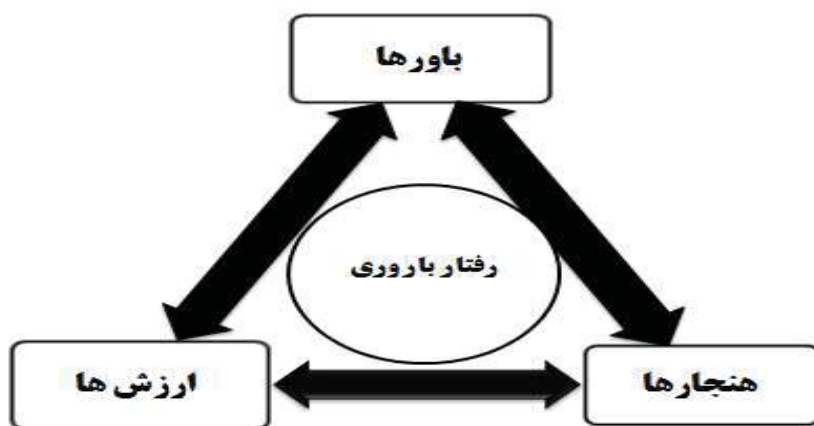 باورها
رفتار باروری
ارزش ها
هنجارها